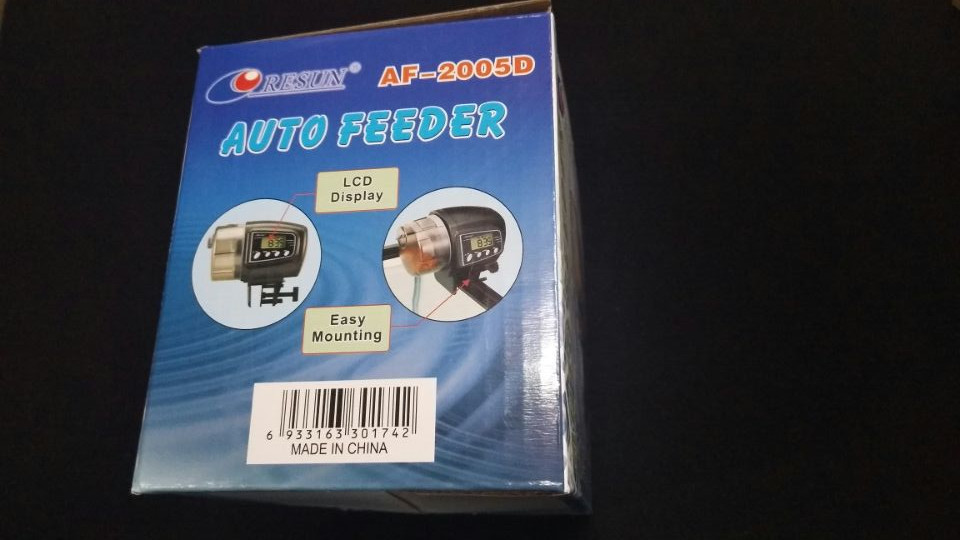 RESUN®
AF-2005D
AUTO FEEDER
LCD
Display
Easy
Mounting
6 933163 301742
MADE IN CHINA